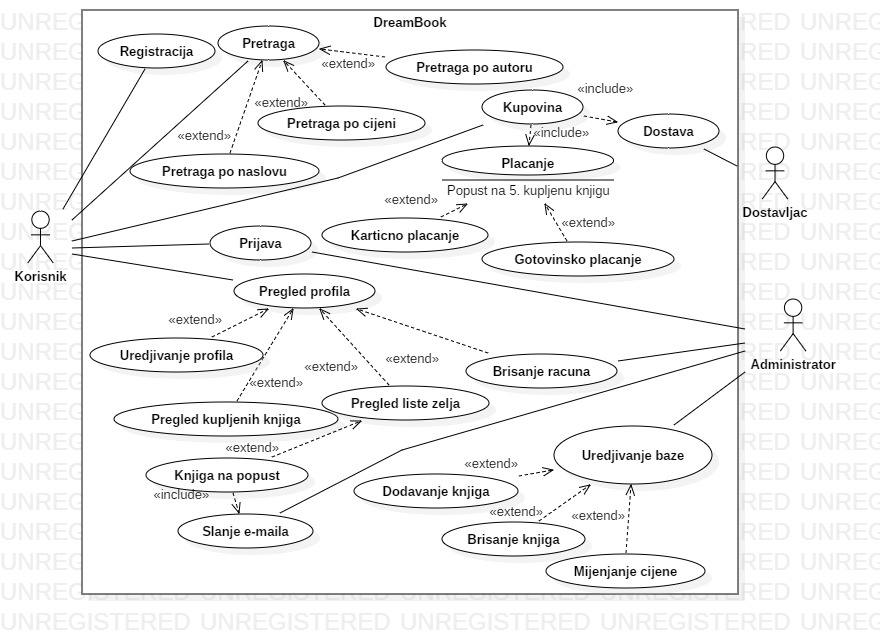 DreamBook
Registracija
Pretraga
«extend»
Pretraga po autoru
«include»
«extend»
Kupovina
Pretraga po cijeni
«include»
Dostava
«extend»
Placanje
Pretraga po naslovu
Popust na 5. kupljenu knjigu
«extend»
Dostavljac
«extend»
Karticno placanje
Prijava
Gotovinsko placanje
Korisnik
Pregled profila
«extend»
Uredjivanje profila
«extend»
«extend»
Administrator
«extend»
Brisanje racuna
Pregled liste zelja
Pregled kupljenih knjiga
«extend»
Uredjivanje baze
«extend»
Knjiga na popust
Dodavanje knjiga
«include»
«extend»
«extend»
Slanje e-maila
Brisanje knjiga
Mijenjanje cijene
UNREGISTERED UNREGISTERED UNREGISTERED UNREGISTERED UNREG